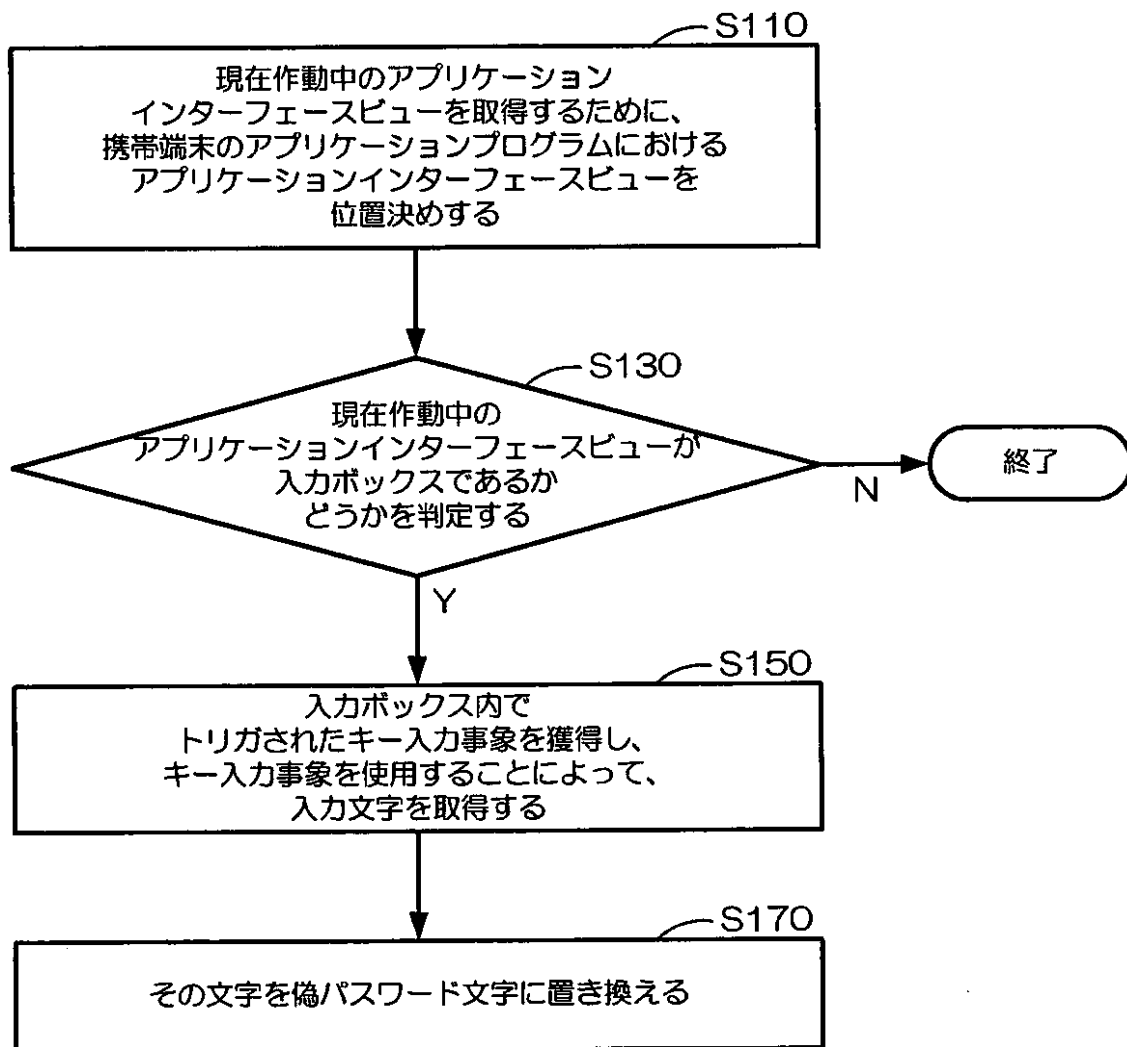 S110
現在作動中のアプリケーション
インターフェースビューを取得するために、
携帯端末のアプリケーションプログラムにおける
アプリケーションインターフェースビューを
位置決めする
S130
現在作動中の
アプリケーションインターフェースビューが
入力ボックスであるか
どうかを判定する
N
終了
Y
S150
入力ボックス内で
トリガされたキー入力事象を獲得し、
キー入力事象を使用することによって、
入力文字を取得する
S170
その文字を偽パスワード文字に置き換える